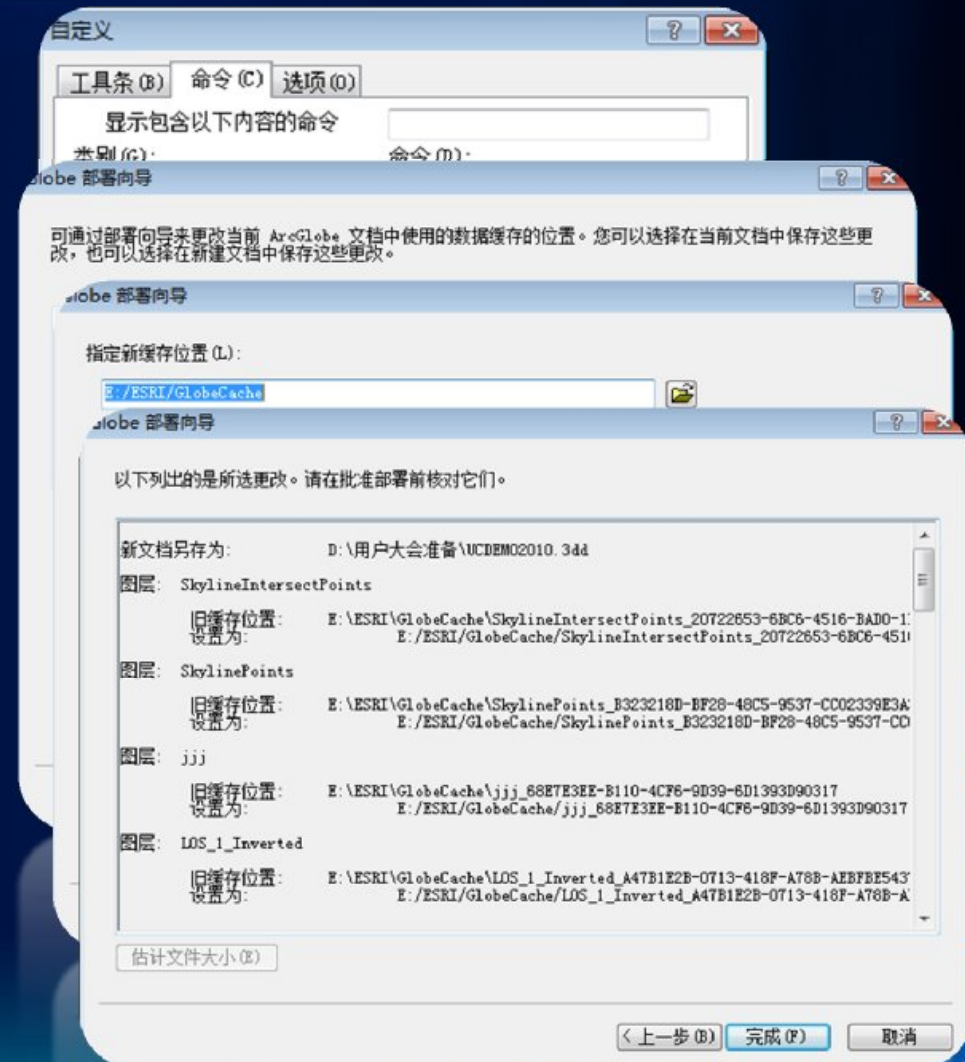 自定义
工具条(B) 命令(C) 选项(O)
显示包含以下内容的命令
类别(G): 命令(D):
lobe 部署向导
可通过部署向导来更改当前 ArcGlobe 文档中使用的数据缓存的位置。您可以选择在当前文档中保存这些更
改，也可以选择在新建文档中保存这些更改。
lobe 部署向导
指定新缓存位置(L):
E:/ESRI/GlobeCache
lobe 部署向导
以下列出的是所选更改。请在批准部署前核对它们。
新文档另存为: D:\用户大会准备\UCDEMO2010.3dd
图层: SkylineIntersectPoints
旧缓存位置: E:\ESRI\GlobeCache\SkylineIntersectPoints_20722653-6BC6-4516-BAD0-1
设置为: E:/ESRI/GlobeCache/SkylineIntersectPoints_20722653-6BC6-451
图层: SkylinePoints
旧缓存位置: E:\ESRI\GlobeCache\SkylinePoints_B323218D-BF28-48C5-9537-CC02339E3A
设置为: E:/ESRI/GlobeCache/SkylinePoints_B323218D-BF28-48C5-9537-CC
图层: jjj
旧缓存位置: E:\ESRI\GlobeCache\jjj_68E7E3EE-B110-4CF6-9D39-6D1393D90317
设置为: E:/ESRI/GlobeCache/jjj_68E7E3EE-B110-4CF6-9D39-6D1393D90317
图层: LOS_1_Inverted
旧缓存位置: E:\ESRI\GlobeCache\LOS_1_Inverted_A47B1E2B-0713-418F-A78B-AEBFBE543
设置为: E:/ESRI/GlobeCache/LOS_1_Inverted_A47B1E2B-0713-418F-A78B-A
估计文件大小(E)
< 上一步(B) 完成(F) 取消